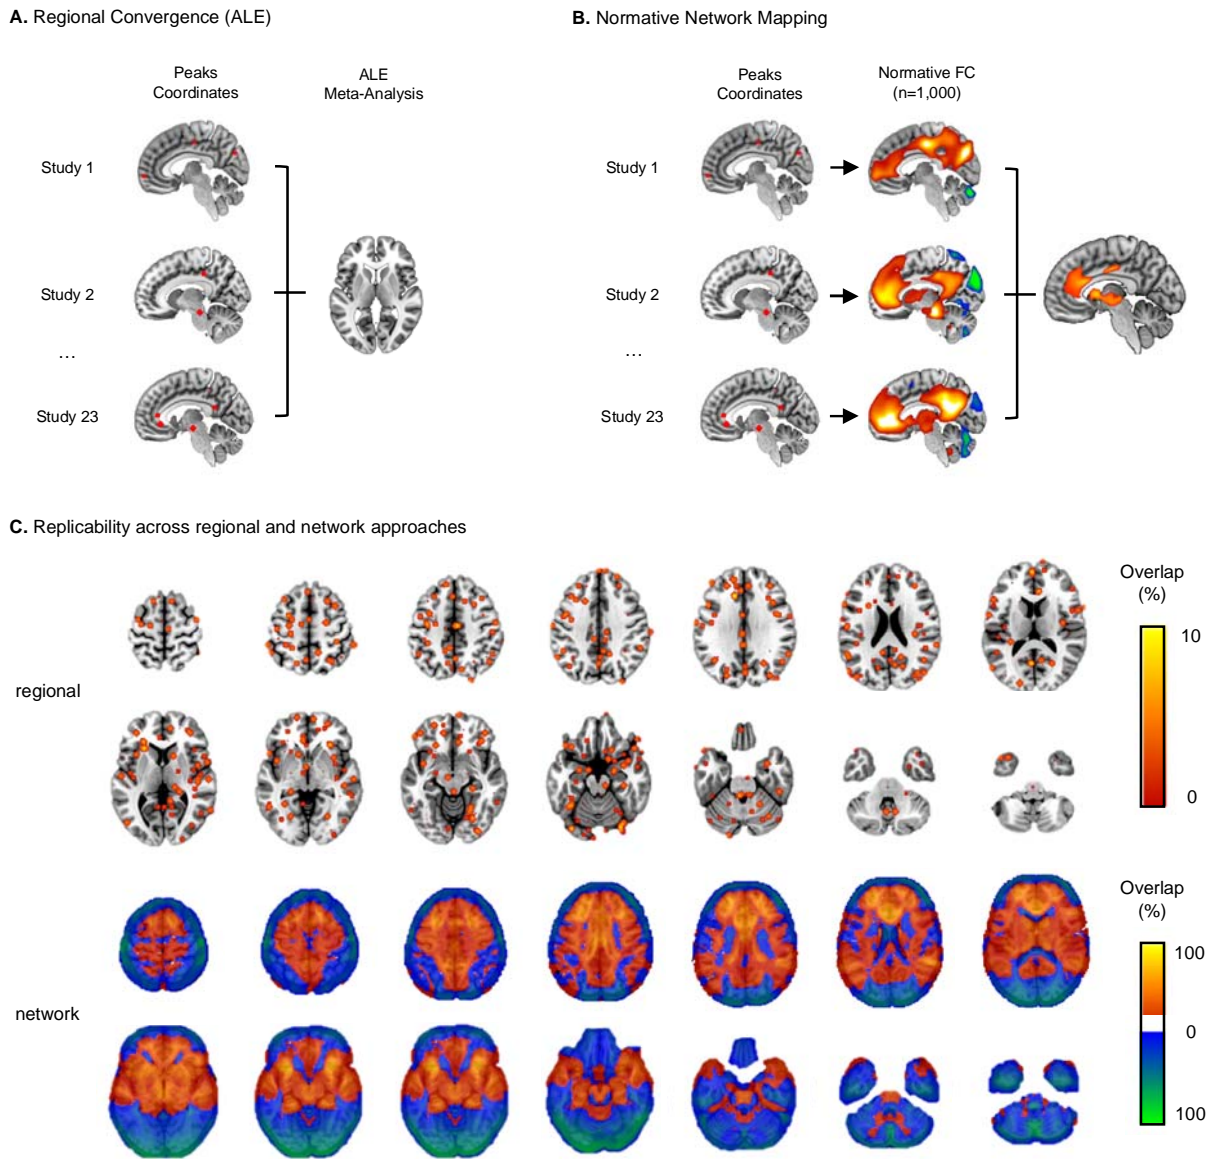 A. Regional Convergence (ALE)
B. Normative Network Mapping
Peaks
Coordinates
ALE
Meta-Analysis
Peaks
Coordinates
Normative FC
(n=1,000)
Study 1
Study 1
Study 2
Study 2
...
...
Study 23
Study 23
C. Replicability across regional and network approaches
Overlap
(%)
10
regional
0
Overlap
(%)
100
network
0
100